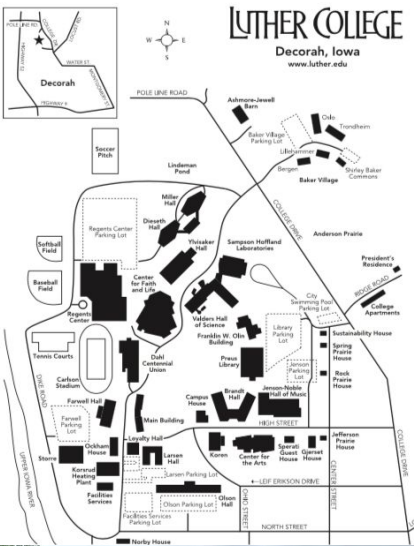 LUTHER COLLEGE
Decorah, Iowa
www.luther.edu
N
W
E
S
POLE LINE RD.
COLLEGE DR.
LOCUST RD.
WATER ST.
HIGHWAY 52
Decorah
MONTGOMERY ST.
HIGHWAY 9
POLE LINE ROAD
Ashmore-Jewell
Barn
Oslo
Trondheim
Baker Village
Parking Lot
Lillehammer
Bergen
Shirley Baker
Commons
Baker Village
Soccer
Pitch
Lindeman
Pond
Miller
Hall
Dieseth
Hall
COLLEGE DRIVE
Regents Center
Parking Lot
Ylvisaker
Hall
Sampson Hoffland
Laboratories
Anderson Prairie
Softball
Field
President's
Residence
Baseball
Field
Center
for Faith
and Life
RIDGE ROAD
City
Swimming Pool
Parking Lot
College
Apartments
Regents
Center
Valders Hall
of Science
Franklin W. Olin
Building
Library
Parking
Lot
Sustainability House
Spring
Prairie
House
Tennis Courts
Dahl
Centennial
Union
Preus
Library
Jenson
Parking
Lot
Rock
Prairie
House
Carlson
Stadium
DIKE ROAD
Farwell Hall
Campus
House
Brandt
Hall
Jenson-Noble
Hall of Music
Farwell
Parking
Lot
Main Building
HIGH STREET
UPPER IOWA RIVER
Storre
Ockham
House
Loyalty Hall
Larsen
Hall
Koren
Center for
the Arts
Sperati
Guest
House
Gjerset
House
Jefferson
Prairie
House
Korsrud
Heating
Plant
Larsen Parking Lot
LEIF ERIKSON DRIVE
CENTER STREET
COLLEGE DRIVE
Facilities
Services
Olson Parking Lot
Olson
Hall
OHIO STREET
Facilities Services
Parking Lot
NORTH STREET
Norby House